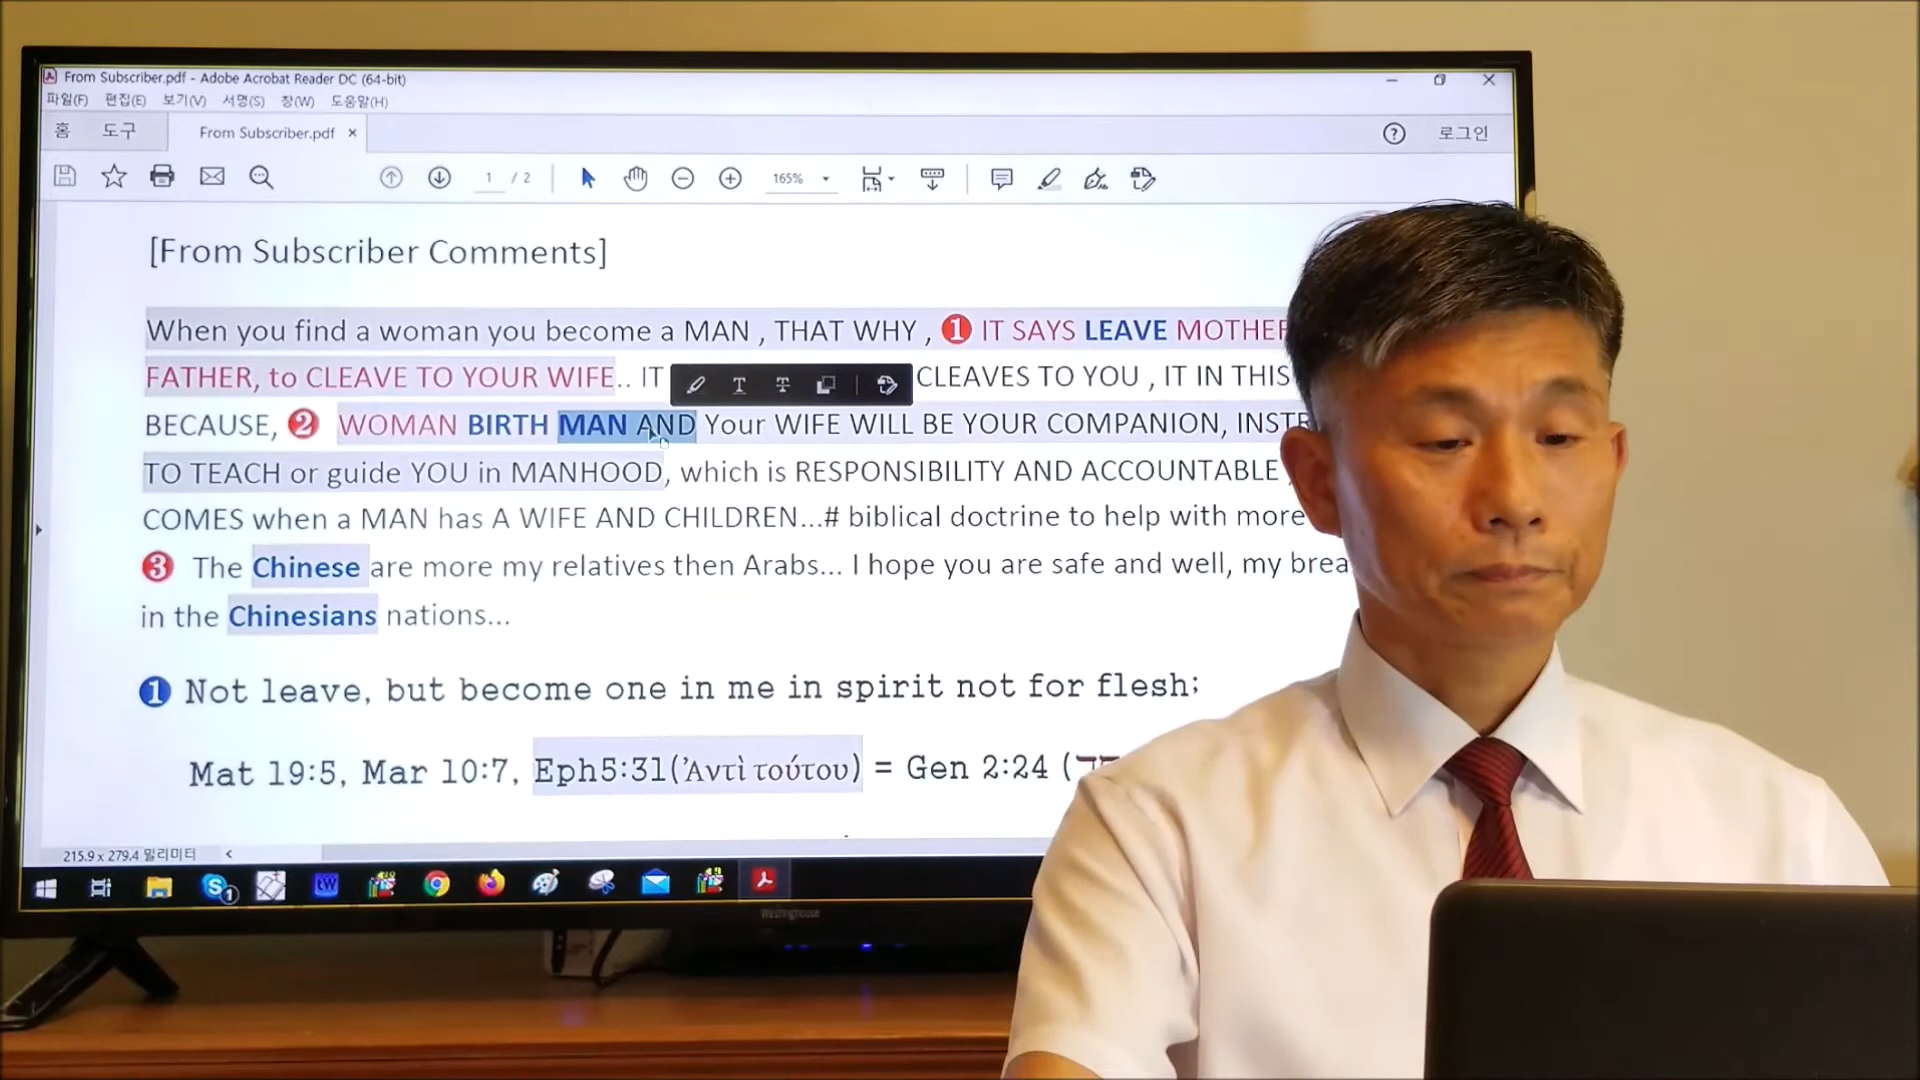 From Subscriber.pdf - Adobe Acrobat Reader DC (64-bit)
파일(F) 편집(E) 보기(V) 서명(S) 창(W) 도움말(H)
홈 도구 From Subscriber.pdf × ? 로그인
1 / 2 165%
[From Subscriber Comments]
When you find a woman you become a MAN , THAT WHY , ❶ IT SAYS LEAVE MOTHER
FATHER, to CLEAVE TO YOUR WIFE.. IT CLEAVES TO YOU , IT IN THIS
BECAUSE, ❷ WOMAN BIRTH MAN AND Your WIFE WILL BE YOUR COMPANION, INSTR
TO TEACH or guide YOU in MANHOOD, which is RESPONSIBILITY AND ACCOUNTABLE
COMES when a MAN has A WIFE AND CHILDREN...# biblical doctrine to help with more
❸ The Chinese are more my relatives then Arabs... I hope you are safe and well, my brea
in the Chinesians nations...
❶ Not leave, but become one in me in spirit not for flesh;
Mat 19:5, Mar 10:7, Eph5:31(Ἀντὶ τούτου) = Gen 2:24 (
215.9 x 279.4 밀리미터 <
Westinghouse